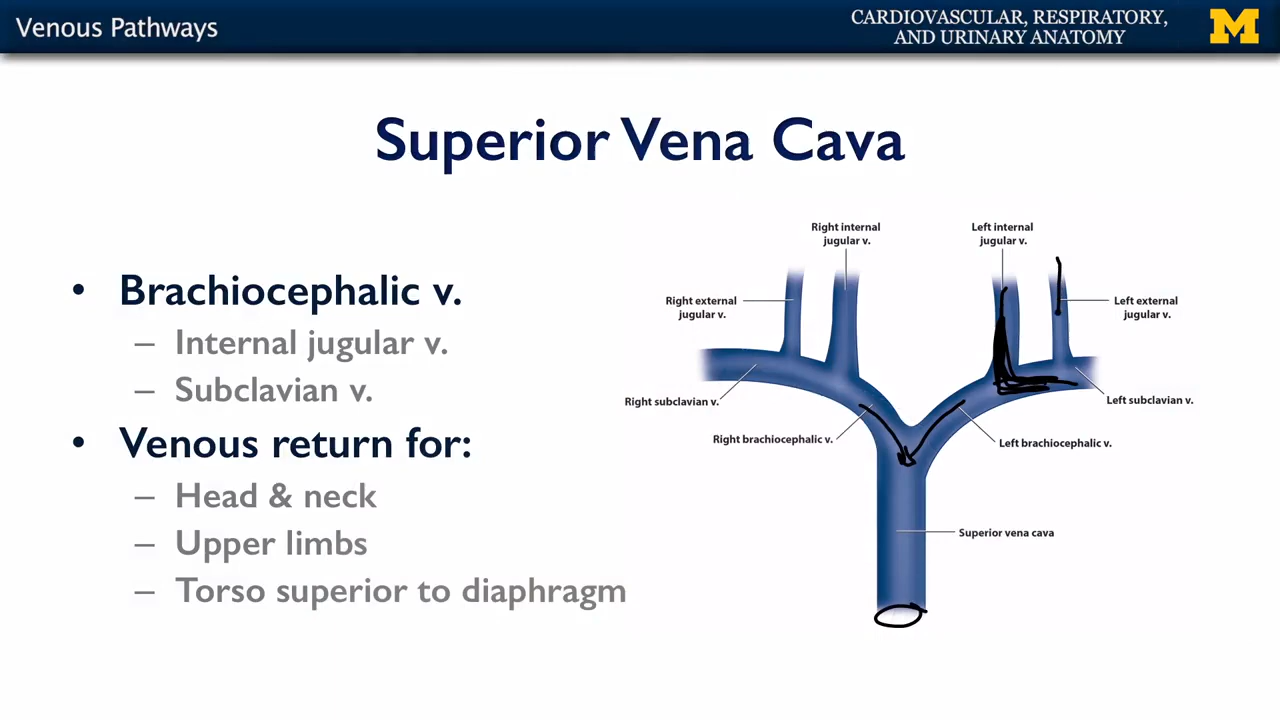 Venous Pathways
CARDIOVASCULAR, RESPIRATORY,
AND URINARY ANATOMY
M
Superior Vena Cava
• Brachiocephalic v.
– Internal jugular v.
– Subclavian v.
• Venous return for:
– Head & neck
– Upper limbs
– Torso superior to diaphragm
Right internal
jugular v.
Left internal
jugular v.
Right external
jugular v.
Left external
jugular v.
Right subclavian v.
Left subclavian v.
Right brachiocephalic v.
Left brachiocephalic v.
Superior vena cava